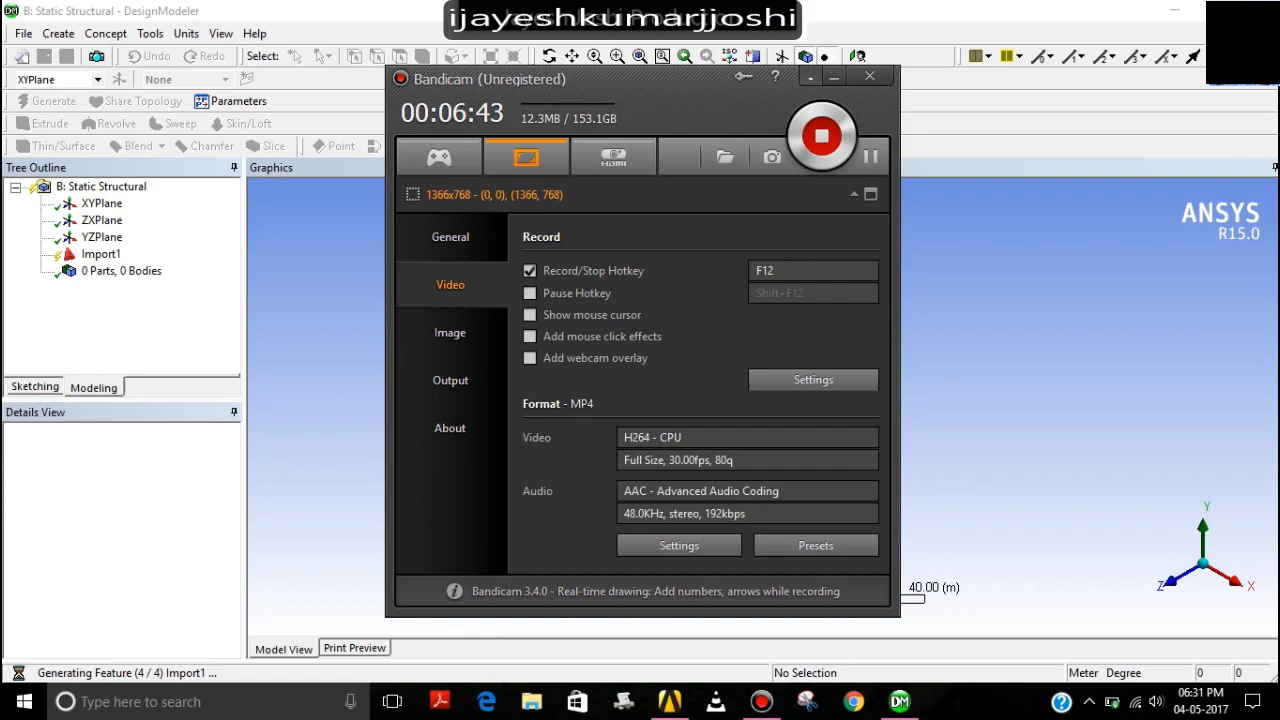 B: Static Structural - DesignModeler
ijayeshkumarjjoshi
File Create Concept Tools Units View Help
Undo Redo Select:
XYPlane None
Generate Share Topology Parameters
Extrude Revolve Sweep Skin/Loft
Thin/Surface Blend Chamfer Slice Point
Tree Outline
Graphics
B: Static Structural
XYPlane
ZXPlane
YZPlane
Import1
0 Parts, 0 Bodies
Sketching Modeling
Details View
Bandicam (Unregistered)
00:06:43 12.3MB / 153.1GB
HDMI
1366x768 - (0, 0), (1366, 768)
General
Video
Image
Output
About
Record
Record/Stop Hotkey F12
Pause Hotkey Shift+F12
Show mouse cursor
Add mouse click effects
Add webcam overlay
Settings
Format - MP4
Video H264 - CPU
Full Size, 30.00fps, 80q
Audio AAC - Advanced Audio Coding
48.0KHz, stereo, 192kbps
Settings Presets
Bandicam 3.4.0 - Real-time drawing: Add numbers, arrows while recording
ANSYS
R15.0
Y
Z X
40.00 (m)
Model View Print Preview
Generating Feature (4 / 4) Import1 ... No Selection Meter Degree 0 0
Type here to search
06:31 PM
04-05-2017